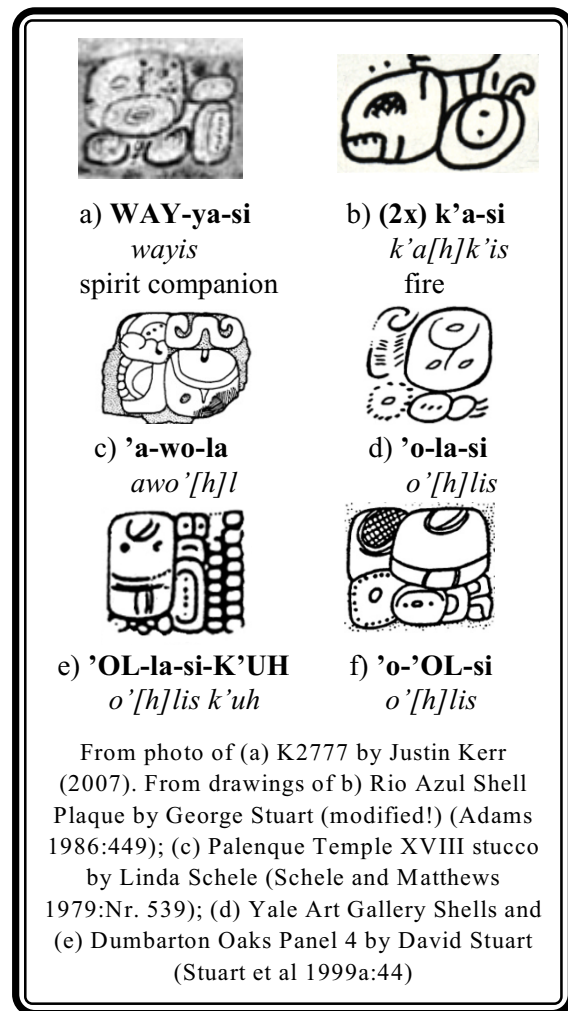 a) WAY-ya-si
wayis
spirit companion
b) (2x) k’a-si
k’a[h]k’is
fire
c) ’a-wo-la
awo’[h]l
d) ’o-la-si
o’[h]lis
e) ’OL-la-si-K’UH
o’[h]lis k’uh
f) ’o-’OL-si
o’[h]lis
From photo of (a) K2777 by Justin Kerr
(2007). From drawings of b) Rio Azul Shell
Plaque by George Stuart (modified!) (Adams
1986:449); (c) Palenque Temple XVIII stucco
by Linda Schele (Schele and Matthews
1979:Nr. 539); (d) Yale Art Gallery Shells and
(e) Dumbarton Oaks Panel 4 by David Stuart
(Stuart et al 1999a:44)